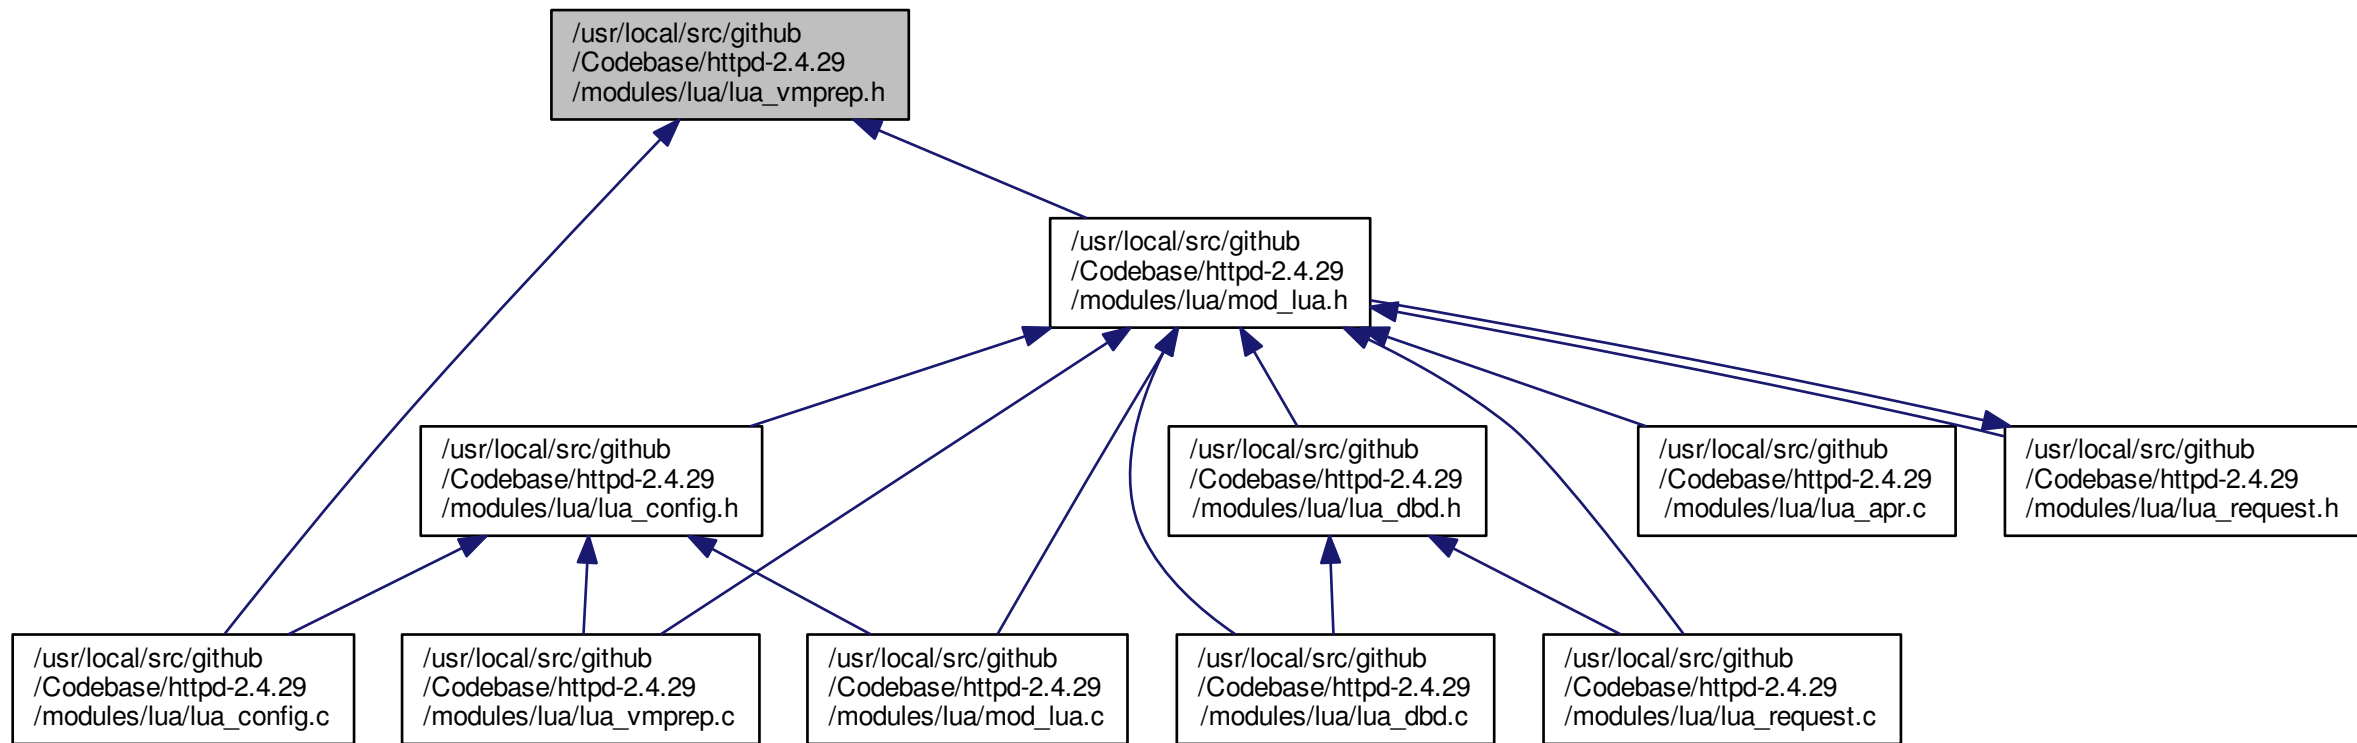 /usr/local/src/github
/Codebase/httpd-2.4.29
/modules/lua/lua_vmprep.h
/usr/local/src/github
/Codebase/httpd-2.4.29
/modules/lua/mod_lua.h
/usr/local/src/github
/Codebase/httpd-2.4.29
/modules/lua/lua_config.h
/usr/local/src/github
/Codebase/httpd-2.4.29
/modules/lua/lua_dbd.h
/usr/local/src/github
/Codebase/httpd-2.4.29
/modules/lua/lua_apr.c
/usr/local/src/github
/Codebase/httpd-2.4.29
/modules/lua/lua_request.h
/usr/local/src/github
/Codebase/httpd-2.4.29
/modules/lua/lua_config.c
/usr/local/src/github
/Codebase/httpd-2.4.29
/modules/lua/lua_vmprep.c
/usr/local/src/github
/Codebase/httpd-2.4.29
/modules/lua/mod_lua.c
/usr/local/src/github
/Codebase/httpd-2.4.29
/modules/lua/lua_dbd.c
/usr/local/src/github
/Codebase/httpd-2.4.29
/modules/lua/lua_request.c